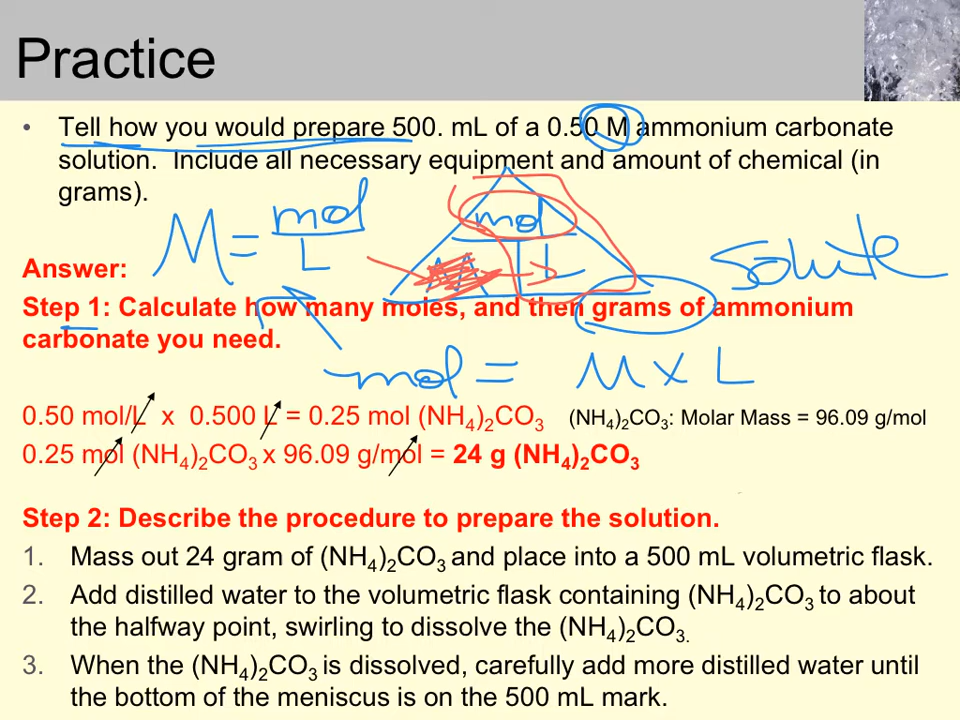 Practice
• Tell how you would prepare 500. mL of a 0.50 M ammonium carbonate
solution. Include all necessary equipment and amount of chemical (in
grams).
M = mol / L
mol
M L
solute
Answer:
Step 1: Calculate how many moles, and then grams of ammonium
carbonate you need.
mol = M x L
0.50 mol/L x 0.500 L = 0.25 mol (NH₄)₂CO₃ (NH₄)₂CO₃: Molar Mass = 96.09 g/mol
0.25 mol (NH₄)₂CO₃ x 96.09 g/mol = 24 g (NH₄)₂CO₃
Step 2: Describe the procedure to prepare the solution.
1. Mass out 24 gram of (NH₄)₂CO₃ and place into a 500 mL volumetric flask.
2. Add distilled water to the volumetric flask containing (NH₄)₂CO₃ to about
the halfway point, swirling to dissolve the (NH₄)₂CO₃.
3. When the (NH₄)₂CO₃ is dissolved, carefully add more distilled water until
the bottom of the meniscus is on the 500 mL mark.